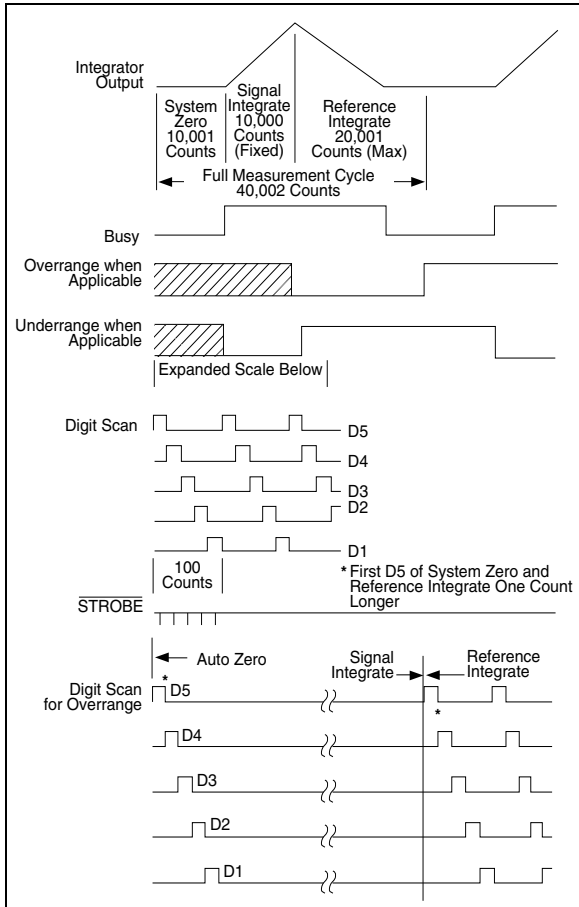 Integrator
Output
System
Zero
10,001
Counts
Signal
Integrate
10,000
Counts
(Fixed)
Reference
Integrate
20,001
Counts (Max)
Full Measurement Cycle
40,002 Counts
Busy
Overrange when
Applicable
Underrange when
Applicable
Expanded Scale Below
Digit Scan
D5
D4
D3
D2
D1
100
Counts
* First D5 of System Zero and
Reference Integrate One Count
Longer
STROBE
Auto Zero
Signal
Integrate
Reference
Integrate
Digit Scan
for Overrange
* D5
*
D4
D3
D2
D1